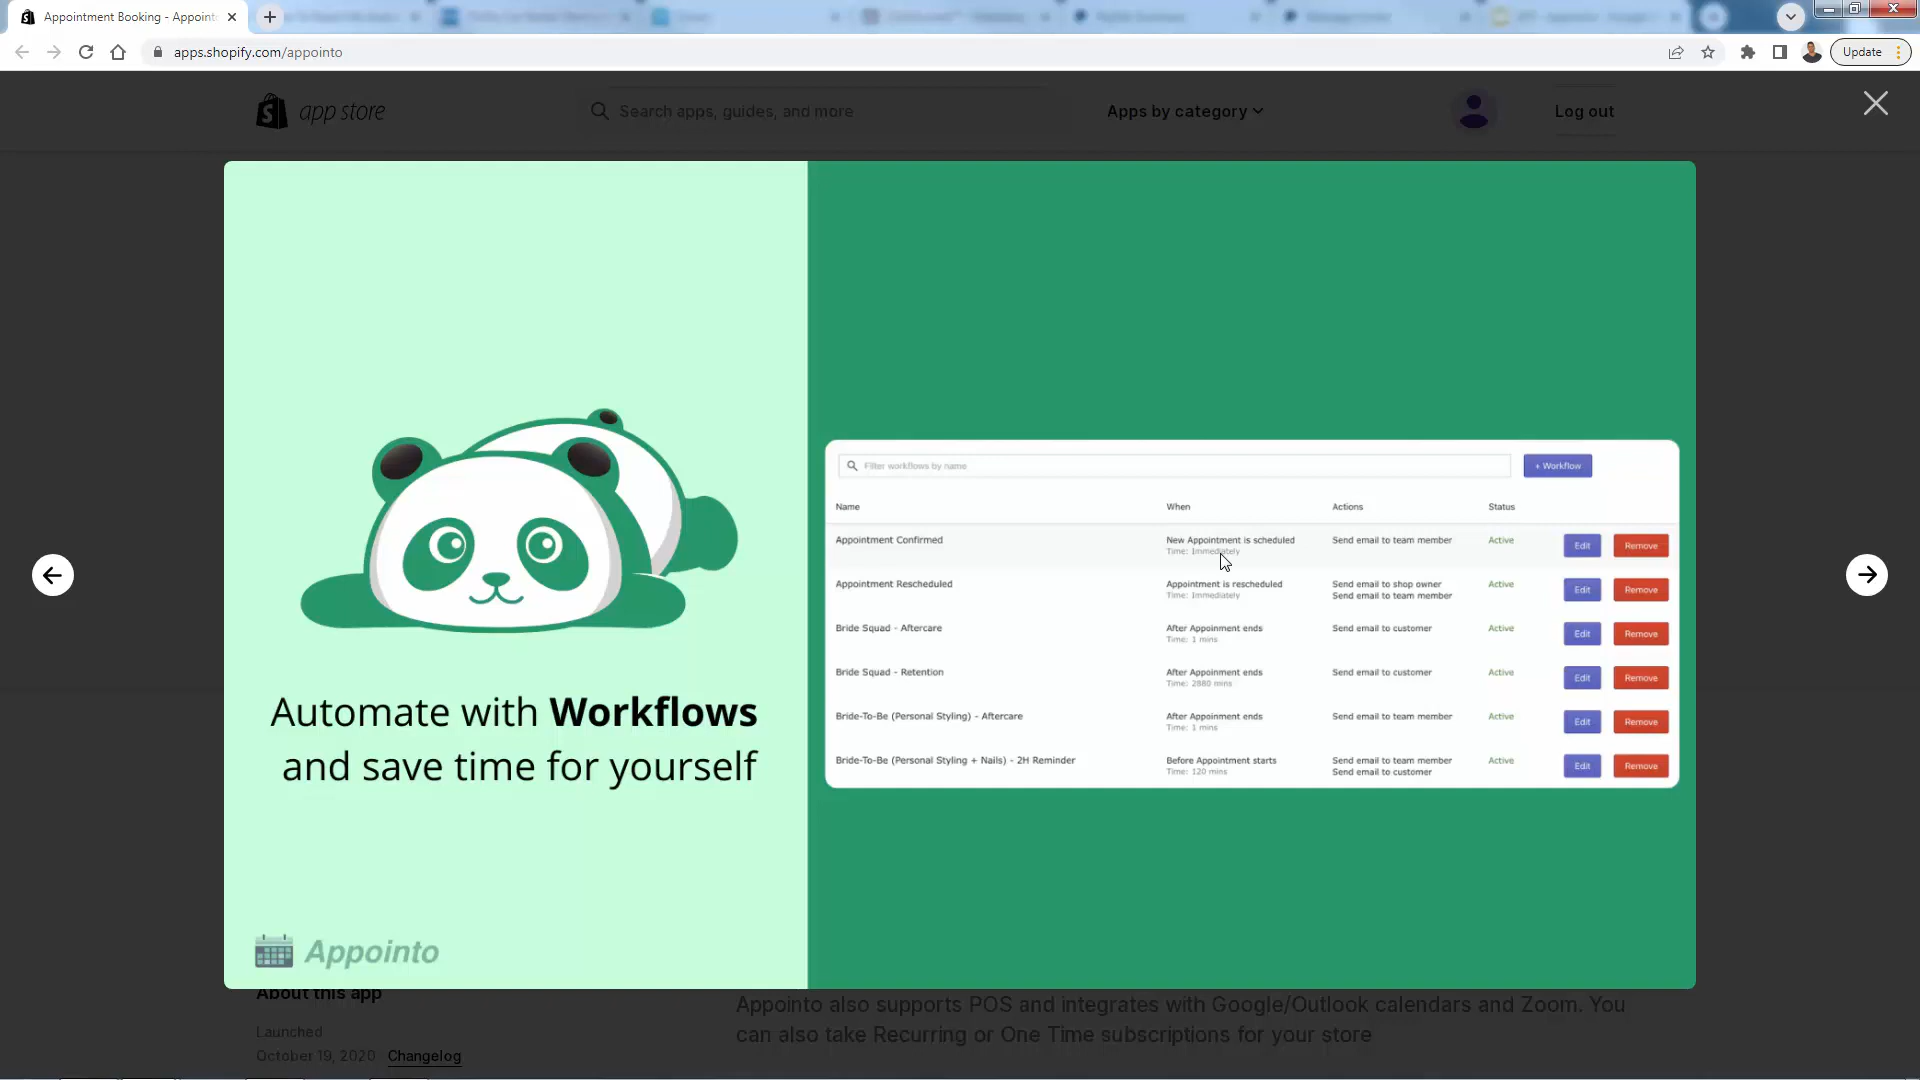 Appointment Booking - Appoint
apps.shopify.com/appointo
Update
app store
Search apps, guides, and more
Apps by category
Log out
Automate with Workflows
and save time for yourself
Appointo
Filter workflows by name
+ Workflow
Name When Actions Status
Appointment Confirmed New Appointment is scheduled Send email to team member Active Edit Remove
Time: Immediately
Appointment Rescheduled Appointment is rescheduled Send email to shop owner Active Edit Remove
Time: Immediately Send email to team member
Bride Squad - Aftercare After Appoinment ends Send email to customer Active Edit Remove
Time: 1 mins
Bride Squad - Retention After Appoinment ends Send email to customer Active Edit Remove
Time: 2880 mins
Bride-To-Be (Personal Styling) - Aftercare After Appoinment ends Send email to team member Active Edit Remove
Time: 1 mins
Bride-To-Be (Personal Styling + Nails) - 2H Reminder Before Appointment starts Send email to team member Active Edit Remove
Time: 120 mins Send email to customer
About this app
Launched
October 19, 2020 Changelog
Appointo also supports POS and integrates with Google/Outlook calendars and Zoom. You
can also take Recurring or One Time subscriptions for your store